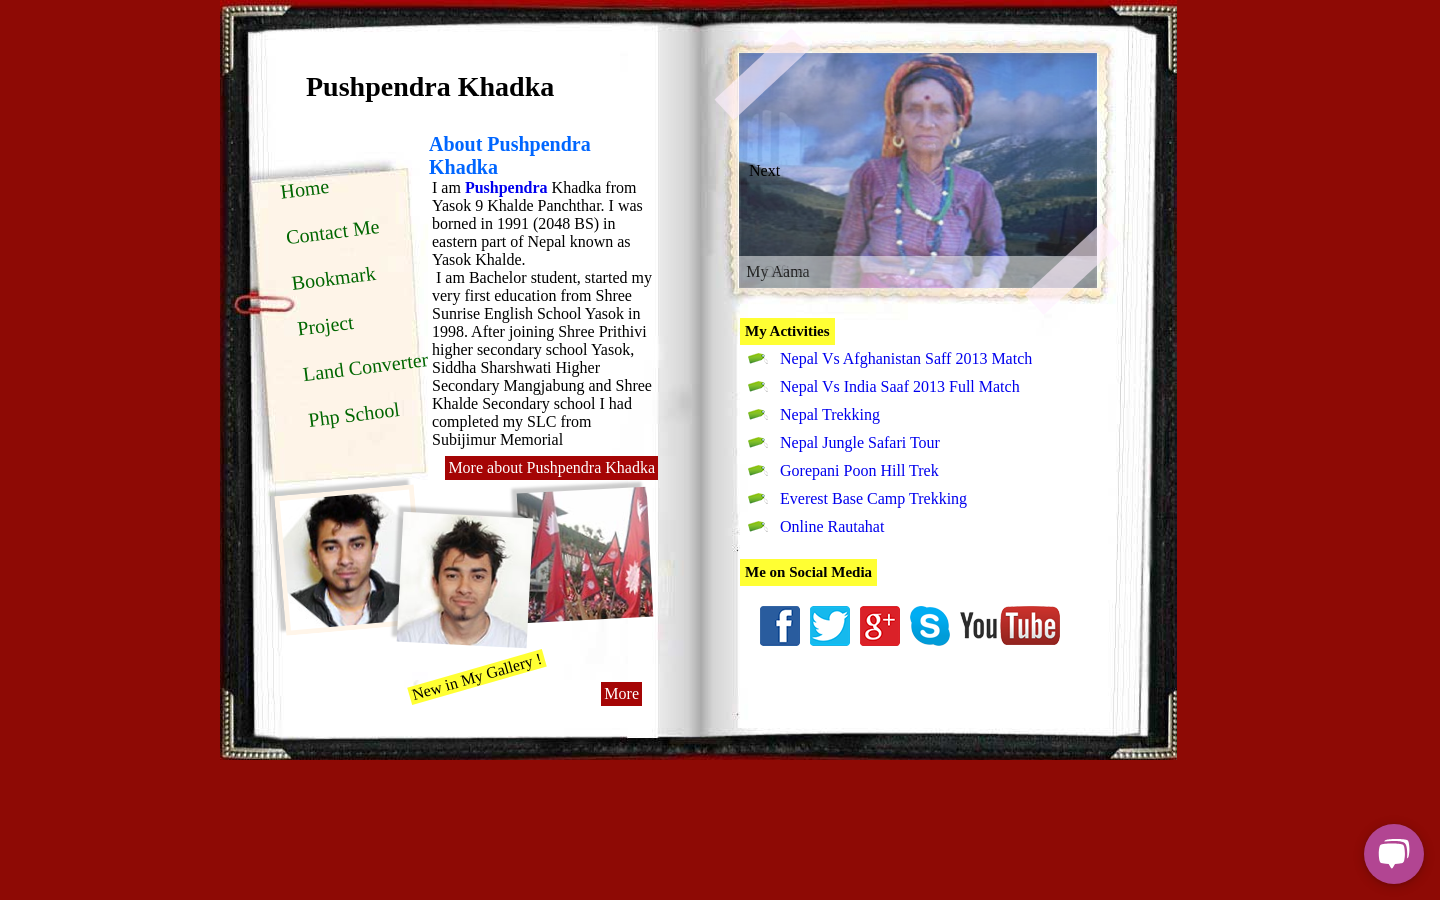 Pushpendra Khadka
Home
Contact Me
Bookmark
Project
Land Converter
Php School
About Pushpendra
Khadka
I am Pushpendra Khadka from
Yasok 9 Khalde Panchthar. I was
borned in 1991 (2048 BS) in
eastern part of Nepal known as
Yasok Khalde.
I am Bachelor student, started my
very first education from Shree
Sunrise English School Yasok in
1998. After joining Shree Prithivi
higher secondary school Yasok,
Siddha Sharshwati Higher
Secondary Mangjabung and Shree
Khalde Secondary school I had
completed my SLC from
Subijimur Memorial
More about Pushpendra Khadka
New in My Gallery !
More
Next
My Aama
My Activities
Nepal Vs Afghanistan Saff 2013 Match
Nepal Vs India Saaf 2013 Full Match
Nepal Trekking
Nepal Jungle Safari Tour
Gorepani Poon Hill Trek
Everest Base Camp Trekking
Online Rautahat
Me on Social Media
f
g+
S
You Tube